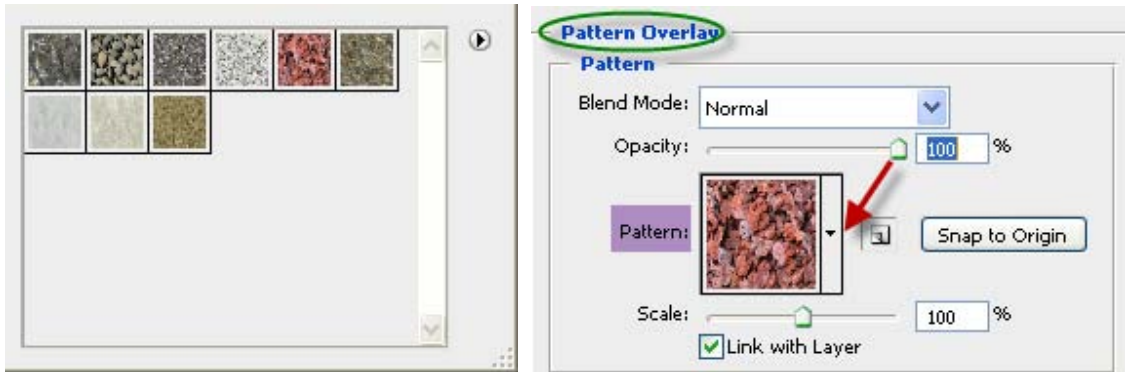 Pattern Overlay
Pattern
Blend Mode: Normal
Opacity: 100 %
Pattern: Snap to Origin
Scale: 100 %
Link with Layer